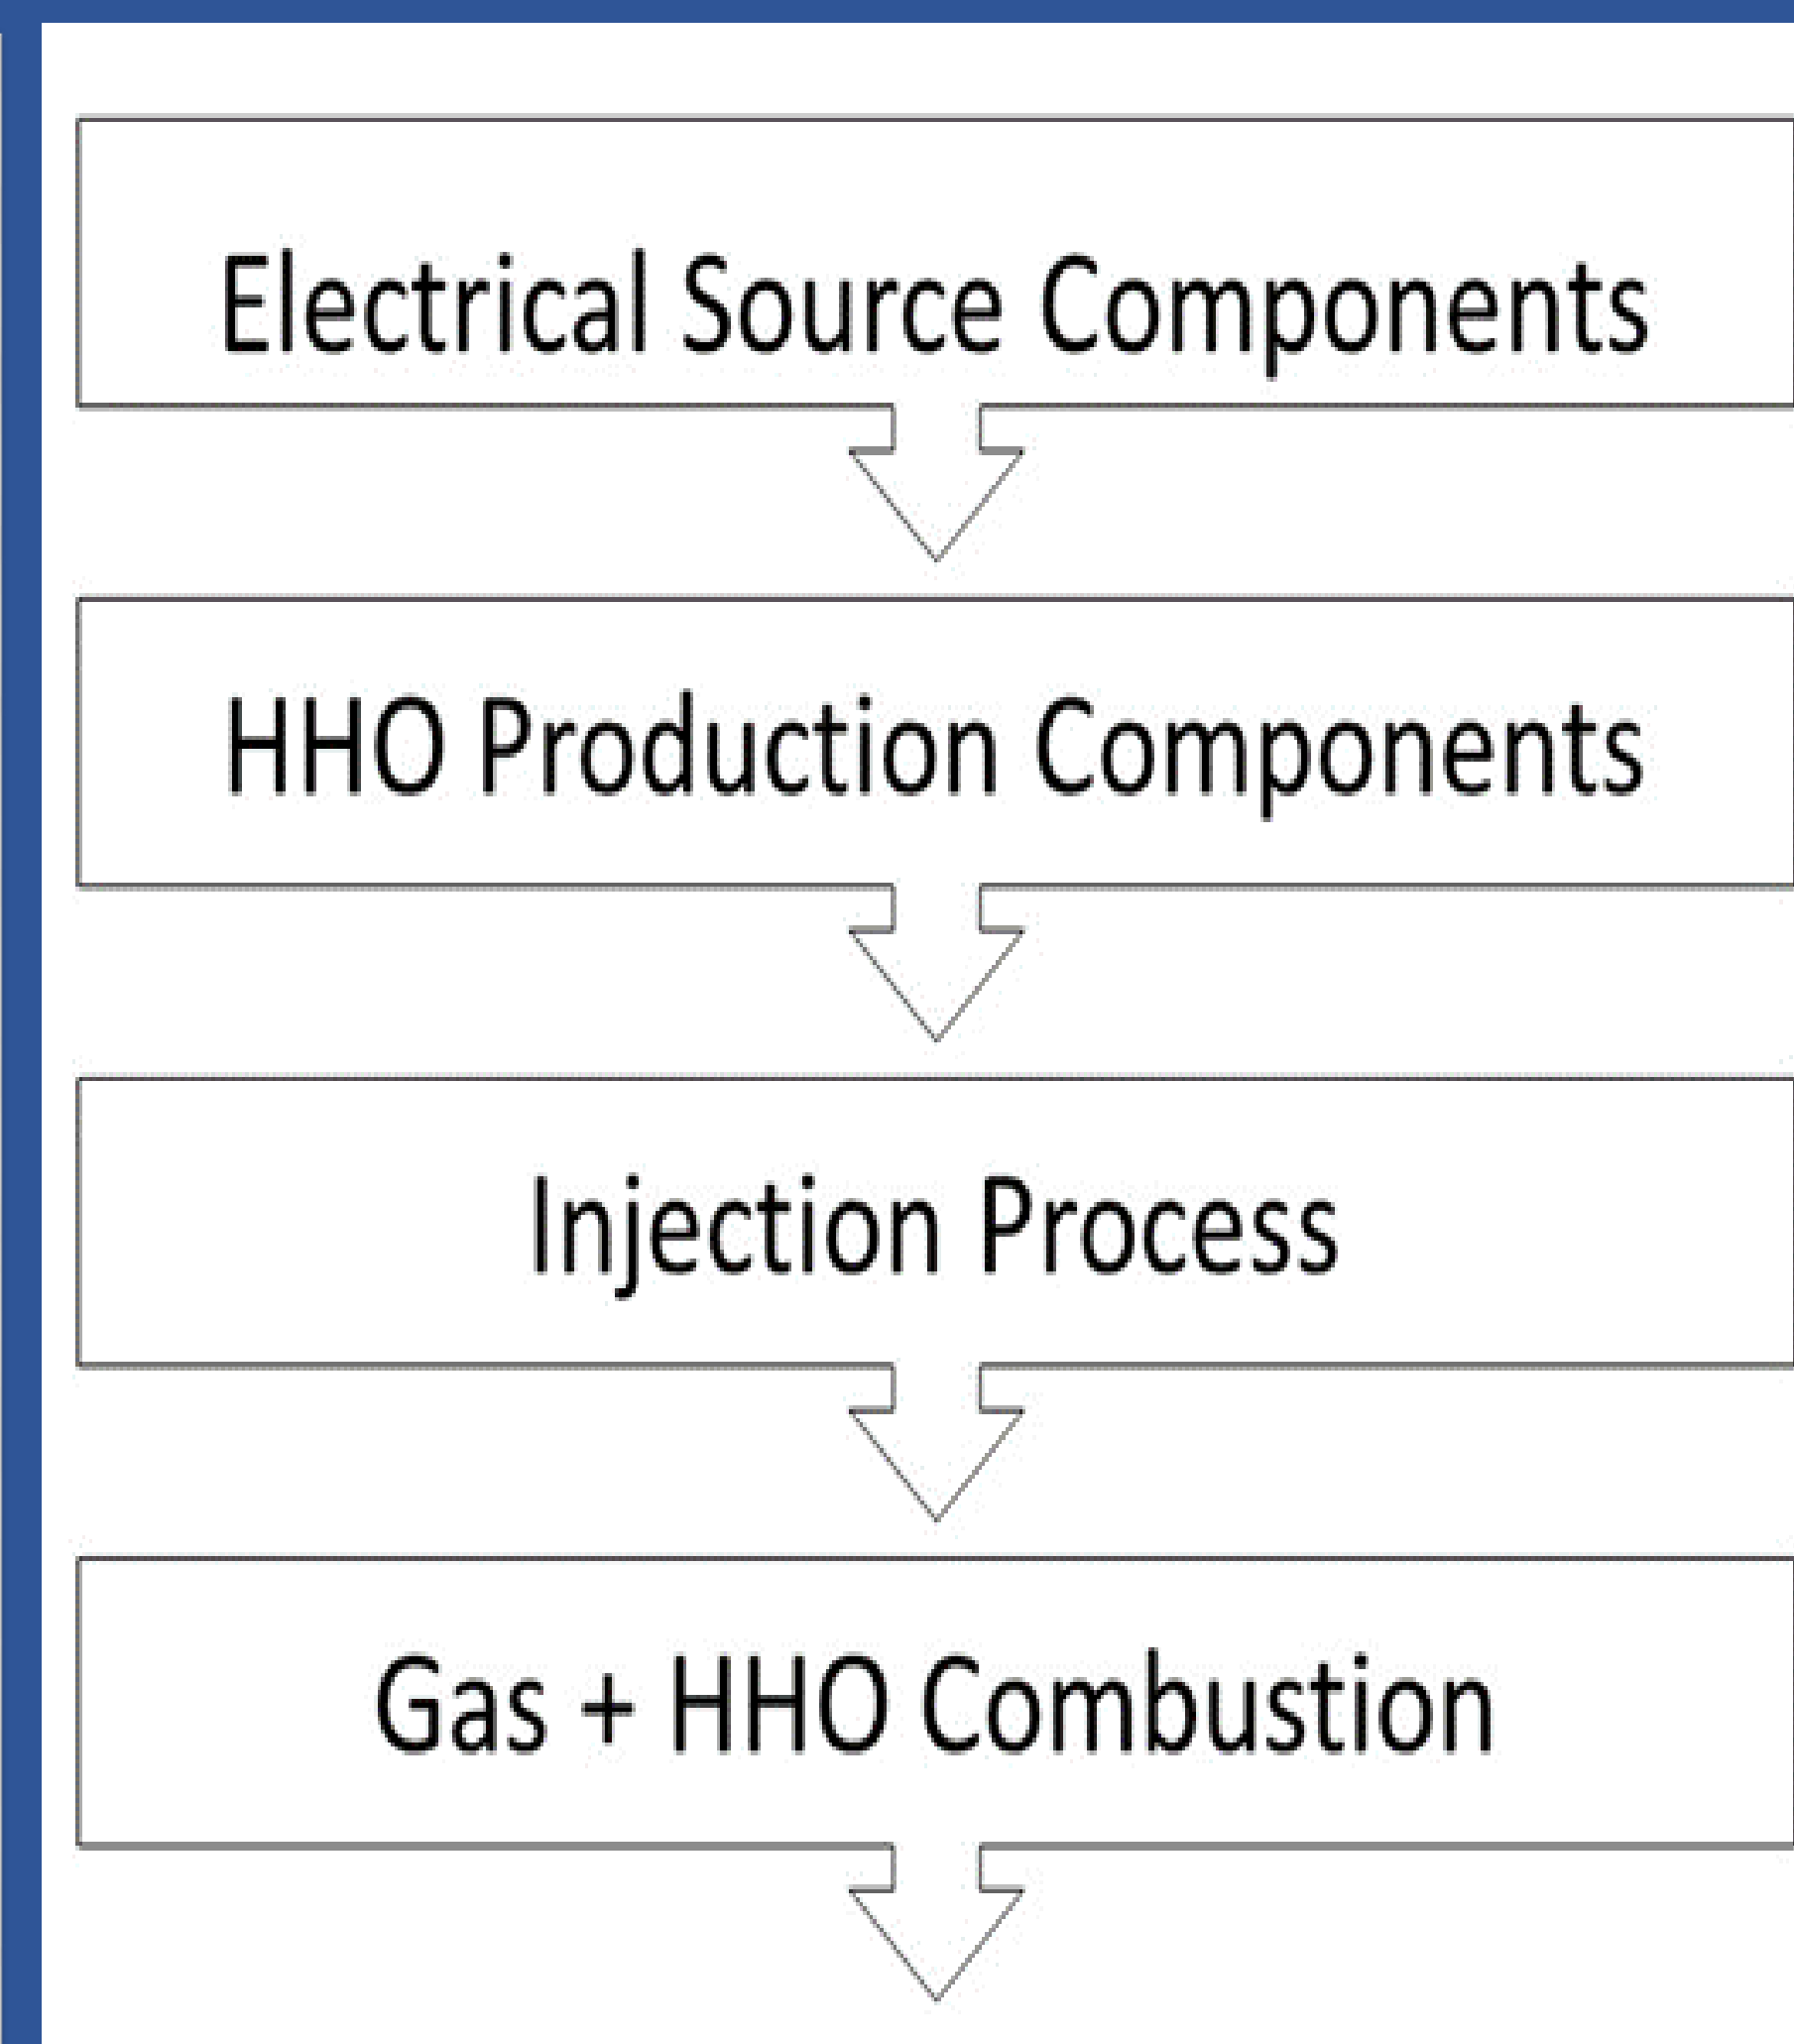 Electrical Source Components
HHO Production Components
Injection Process
Gas + HHO Combustion